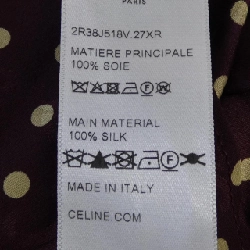 PARIS
2R38J518V.27XR
MATIERE PRINCIPALE
100% SOIE
MAIN MATERIAL
100% SILK
MADE IN ITALY
CELINE.COM